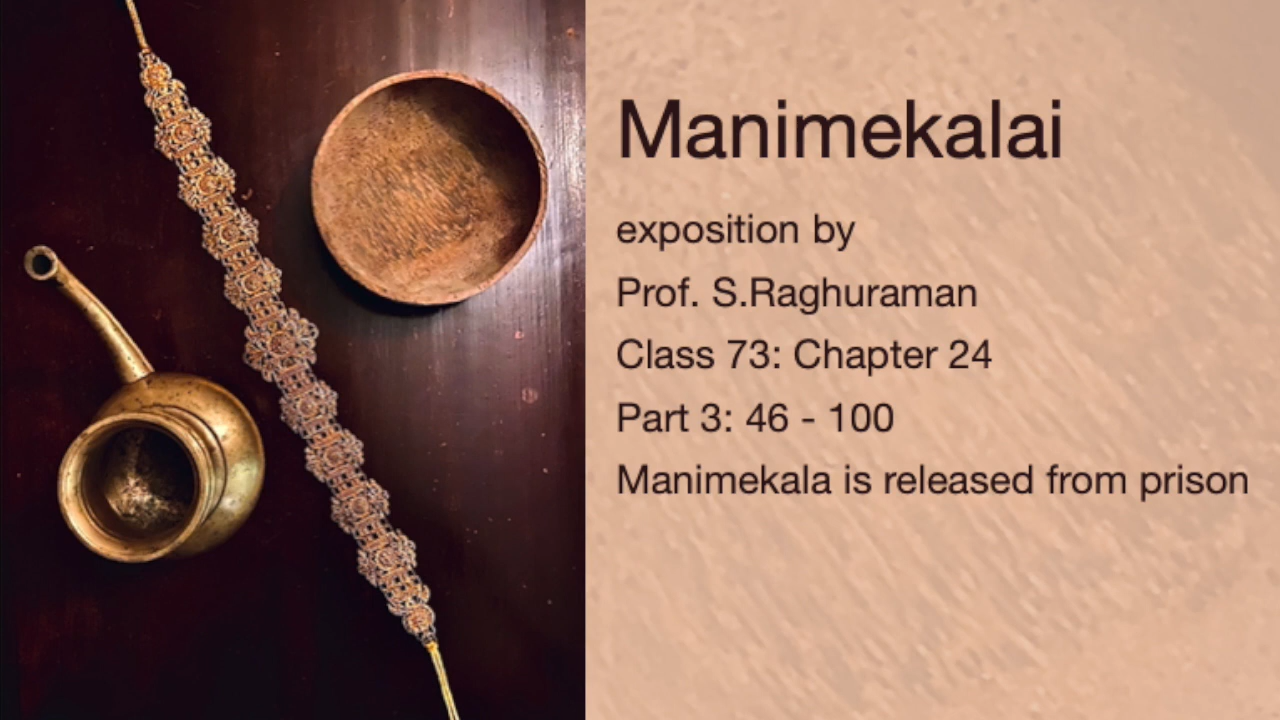 Manimekalai
exposition by
Prof. S.Raghuraman
Class 73: Chapter 24
Part 3: 46 - 100
Manimekala is released from prison